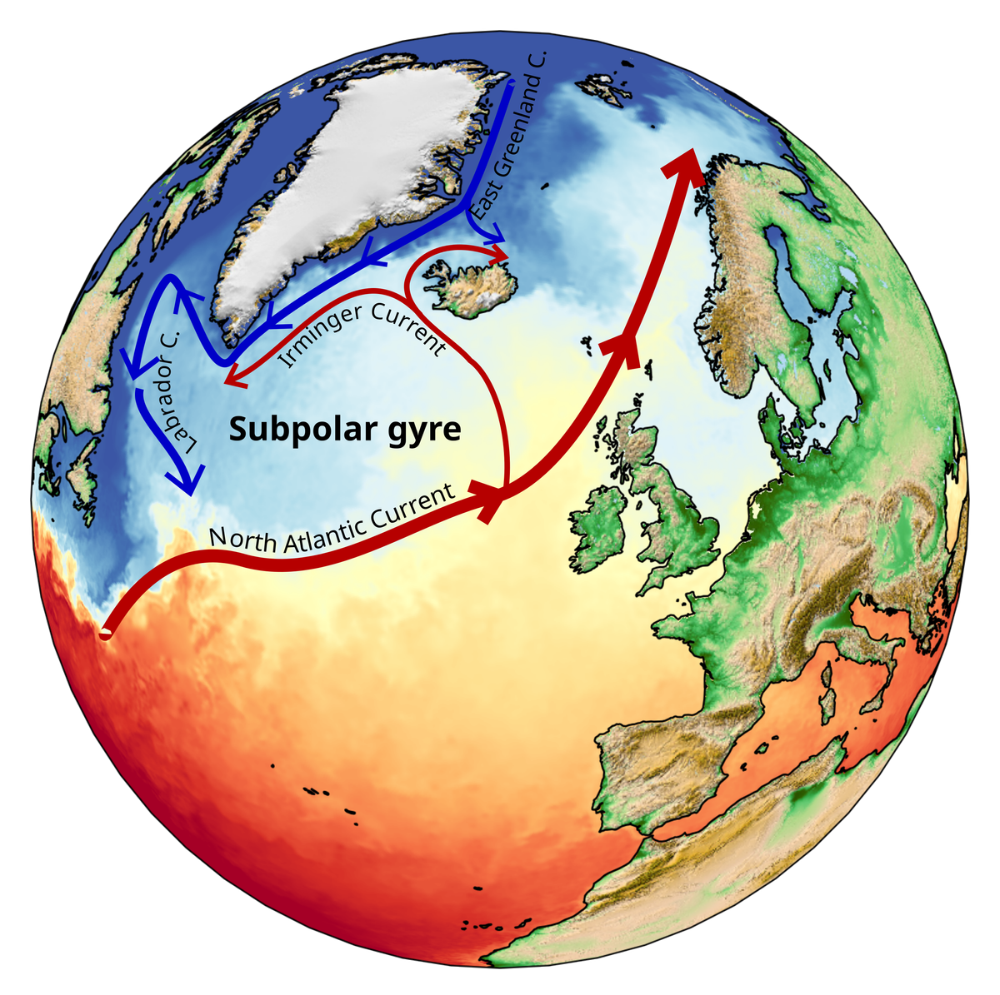 East Greenland C.
Irminger Current
Labrador C.
Subpolar gyre
North Atlantic Current